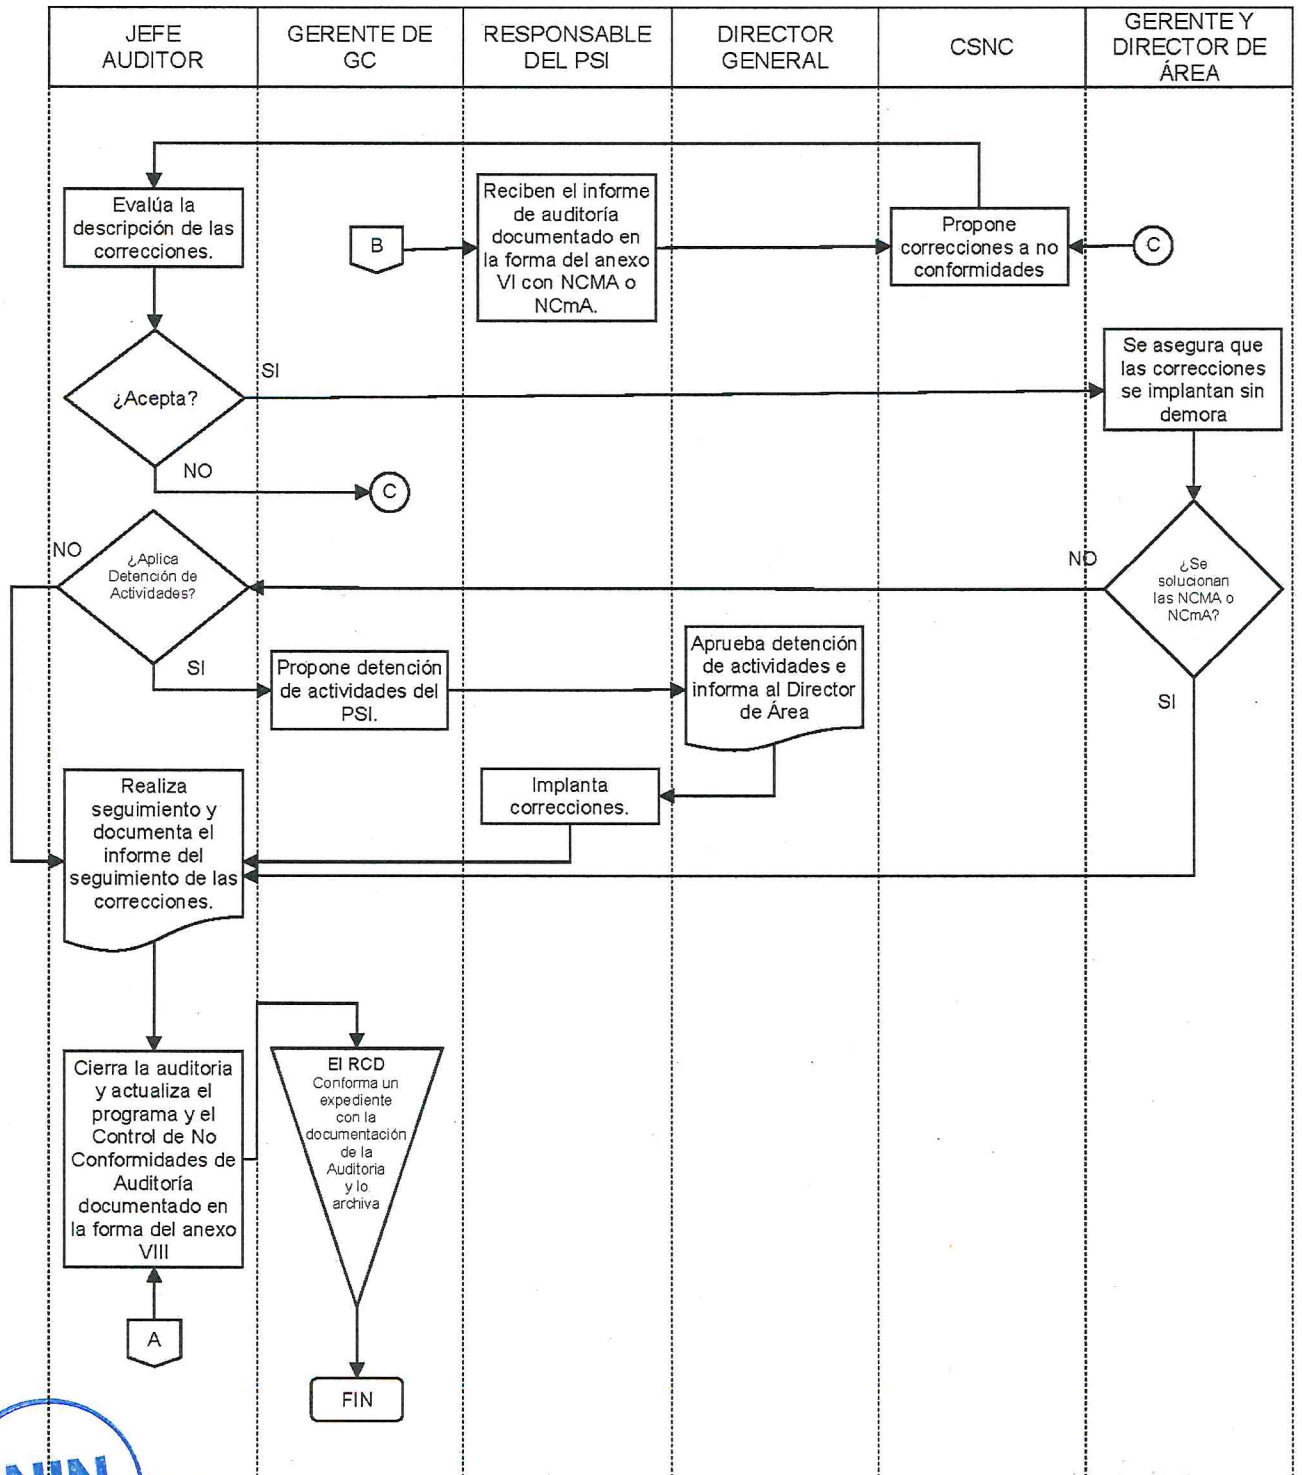 JEFE
AUDITOR
GERENTE DE
GC
RESPONSABLE
DEL PSI
DIRECTOR
GENERAL
CSNC
GERENTE Y
DIRECTOR DE
ÁREA
Evalúa la
descripción de las
correcciones.
B
Reciben el informe
de auditoría
documentado en
la forma del anexo
VI con NCMA o
NCmA.
Propone
correcciones a no
conformidades
C
¿Acepta?
SI
Se asegura que
las correcciones
se implantan sin
demora
NO
C
NO
¿Aplica
Detención de
Actividades?
NO
¿Se
solucionan
las NCMA o
NCmA?
SI
Propone detención
de actividades del
PSI.
Aprueba detención
de actividades e
informa al Director
de Área
SI
Realiza
seguimiento y
documenta el
informe del
seguimiento de las
correcciones.
Implanta
correcciones.
Cierra la auditoria
y actualiza el
programa y el
Control de No
Conformidades de
Auditoría
documentado en
la forma del anexo
VIII
El RCD
Conforma un
expediente
con la
documentación
de la
Auditoria
y lo
archiva
A
FIN